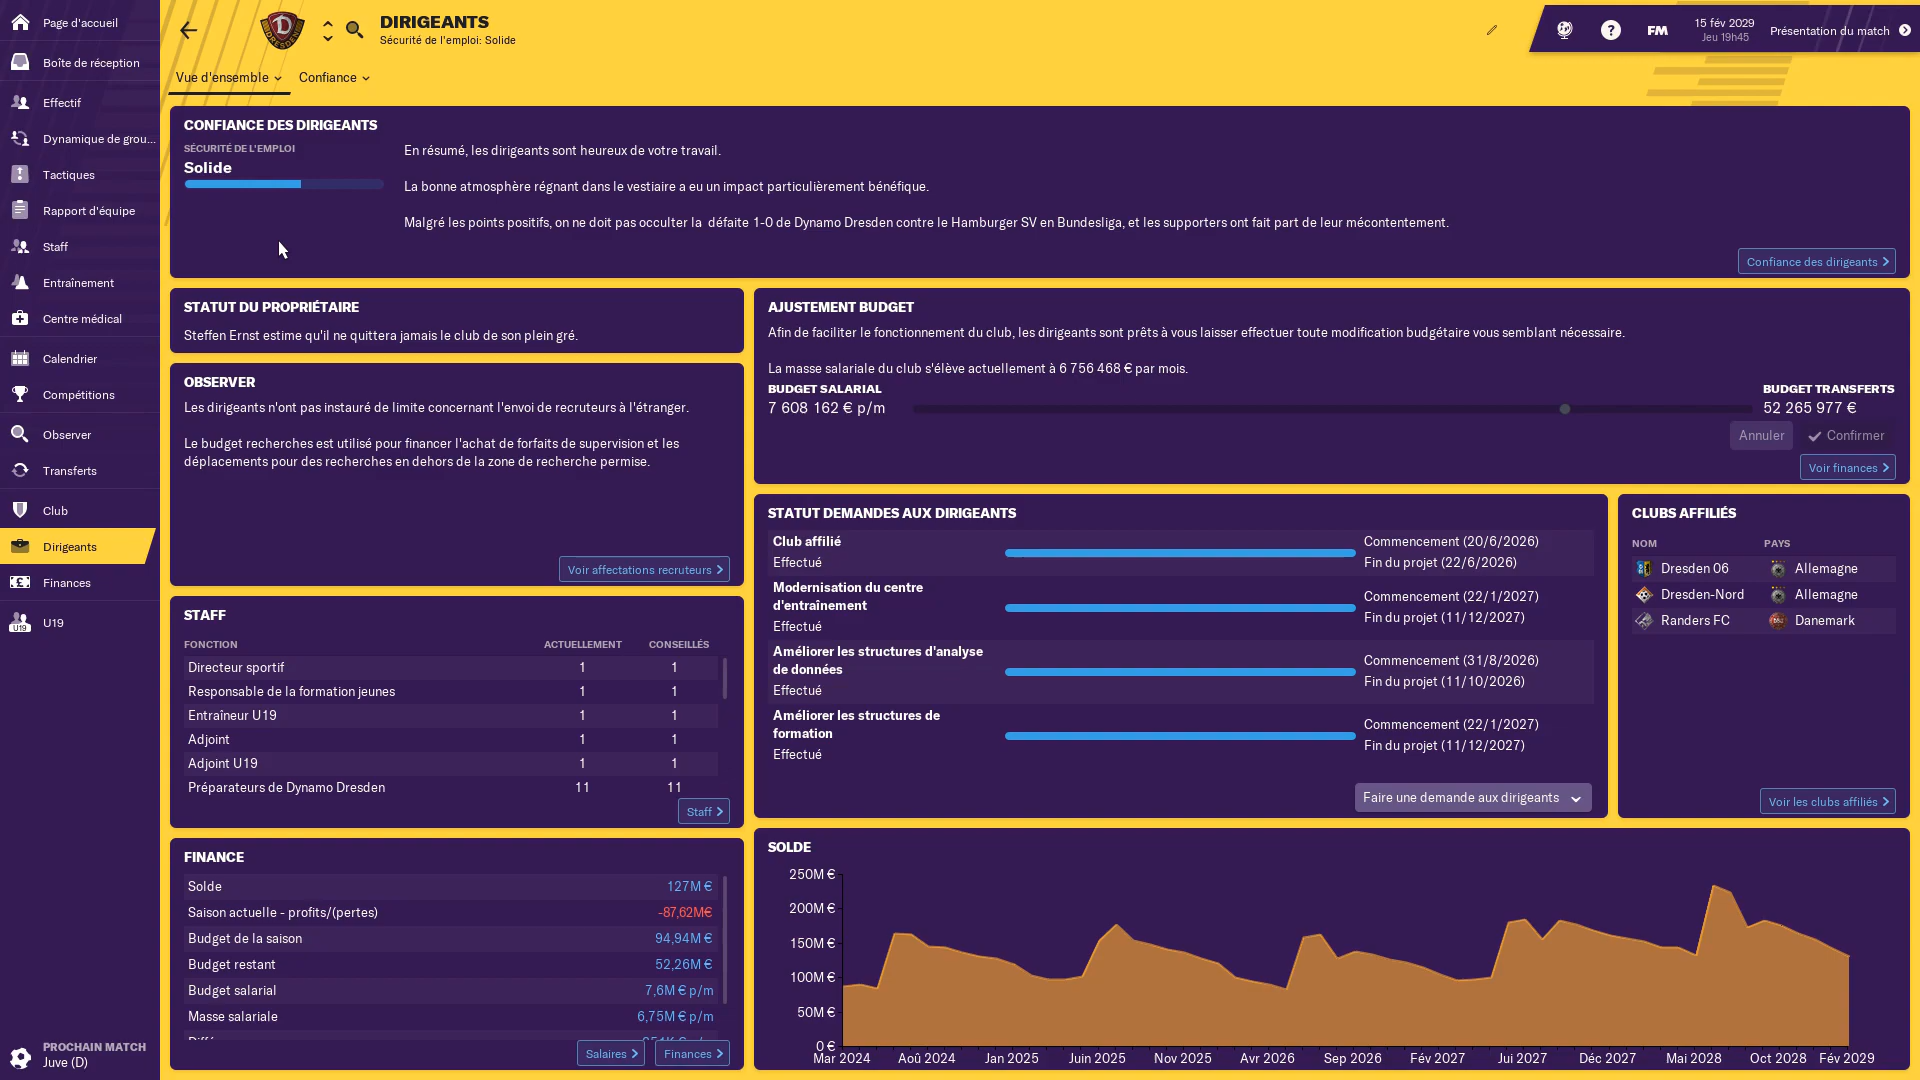 Page d'accueil
Boîte de réception
Effectif
Dynamique de grou...
Tactiques
Rapport d'équipe
Staff
Entraînement
Centre médical
Calendrier
Compétitions
Observer
Transferts
Club
Dirigeants
Finances
U19
PROCHAIN MATCH
Juve (D)
DIRIGEANTS
Sécurité de l'emploi: Solide
FM
15 fév 2029
Jeu 19h45
Présentation du match
Vue d'ensemble
Confiance
CONFIANCE DES DIRIGEANTS
SÉCURITÉ DE L'EMPLOI
Solide
En résumé, les dirigeants sont heureux de votre travail.
La bonne atmosphère régnant dans le vestiaire a eu un impact particulièrement bénéfique.
Malgré les points positifs, on ne doit pas occulter la  défaite 1-0 de Dynamo Dresden contre le Hamburger SV en Bundesliga, et les supporters ont fait part de leur mécontentement.
Confiance des dirigeants
STATUT DU PROPRIÉTAIRE
Steffen Ernst estime qu'il ne quittera jamais le club de son plein gré.
OBSERVER
Les dirigeants n'ont pas instauré de limite concernant l'envoi de recruteurs à l'étranger.
Le budget recherches est utilisé pour financer l'achat de forfaits de supervision et les
déplacements pour des recherches en dehors de la zone de recherche permise.
Voir affectations recruteurs
STAFF
FONCTION ACTUELLEMENT CONSEILLÉS
Directeur sportif 1 1
Responsable de la formation jeunes 1 1
Entraîneur U19 1 1
Adjoint 1 1
Adjoint U19 1 1
Préparateurs de Dynamo Dresden 11 11
Staff
FINANCE
Solde 127M €
Saison actuelle - profits/(pertes) -87,62M€
Budget de la saison 94,94M €
Budget restant 52,26M €
Budget salarial 7,6M € p/m
Masse salariale 6,75M € p/m
Salaires
Finances
AJUSTEMENT BUDGET
Afin de faciliter le fonctionnement du club, les dirigeants sont prêts à vous laisser effectuer toute modification budgétaire vous semblant nécessaire.
La masse salariale du club s'élève actuellement à 6 756 468 € par mois.
BUDGET SALARIAL BUDGET TRANSFERTS
7 608 162 € p/m 52 265 977 €
Annuler Confirmer
Voir finances
STATUT DEMANDES AUX DIRIGEANTS
Club affilié
Effectué
Commencement (20/6/2026)
Fin du projet (22/6/2026)
Modernisation du centre
d'entraînement
Effectué
Commencement (22/1/2027)
Fin du projet (11/12/2027)
Améliorer les structures d'analyse
de données
Effectué
Commencement (31/8/2026)
Fin du projet (11/10/2026)
Améliorer les structures de
formation
Effectué
Commencement (22/1/2027)
Fin du projet (11/12/2027)
Faire une demande aux dirigeants
CLUBS AFFILIÉS
NOM PAYS
Dresden 06 Allemagne
Dresden-Nord Allemagne
Randers FC Danemark
Voir les clubs affiliés
SOLDE
250M €
200M €
150M €
100M €
50M €
0 €
Mar 2024 Aoû 2024 Jan 2025 Juin 2025 Nov 2025 Avr 2026 Sep 2026 Fév 2027 Jui 2027 Déc 2027 Mai 2028 Oct 2028 Fév 2029